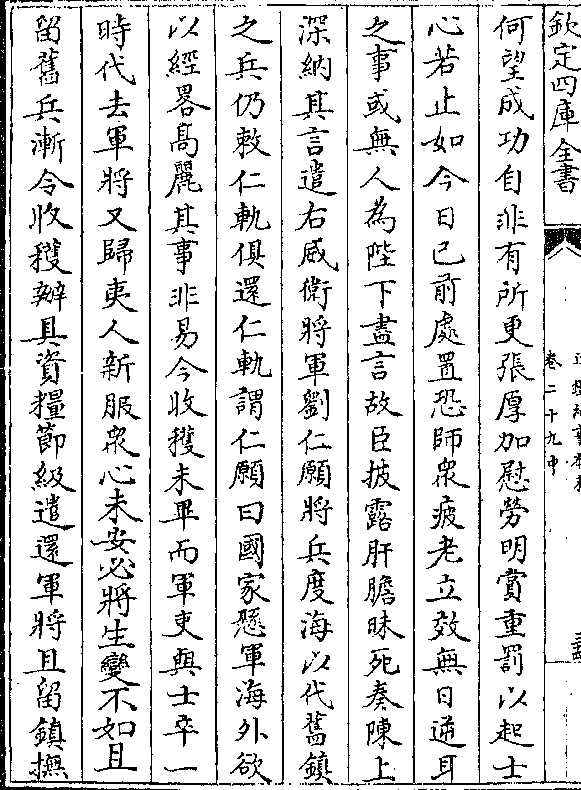 欽定四庫全書
卷二十九中
何望成功自非有所更張厚加慰勞明賞重罰以起士
心若止如今日已前處置恐師衆疲老立效無日逆耳
之事或無人為陛下盡言故臣披露肝膽昧死奏陳上
深納其言遣右威衛將軍劉仁願將兵度海以代舊鎮
之兵仍敕仁軌俱還仁軌謂仁願曰國家懸軍海外欲
以經畧髙麗其事非易今收穫未畢而軍吏與士卒一
時代去軍將又歸夷人新服衆心未安必將生變不如且
留舊兵漸令收穫辦具資糧節級遣還軍將且留鎮撫